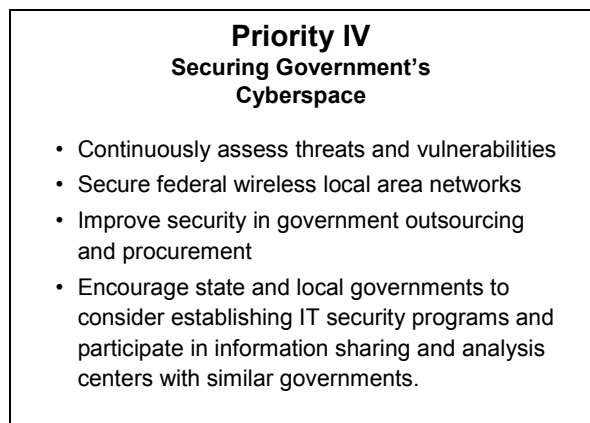 Priority IV
Securing Government’s
Cyberspace
• Continuously assess threats and vulnerabilities
• Secure federal wireless local area networks
• Improve security in government outsourcing
and procurement
• Encourage state and local governments to
consider establishing IT security programs and
participate in information sharing and analysis
centers with similar governments.